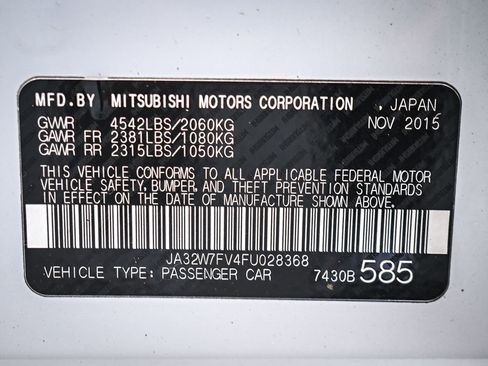 MFD.BY MITSUBISHI MOTORS CORPORATION , JAPAN
GVWR 4542LBS/2060KG NOV 2015
GAWR FR 2381LBS/1080KG
GAWR RR 2315LBS/1050KG
THIS VEHICLE CONFORMS TO ALL APPLICABLE FEDERAL MOTOR
VEHICLE SAFETY, BUMPER, AND THEFT PREVENTION STANDARDS
IN EFFECT ON THE DATE OF MANUFACTURE SHOWN ABOVE.
JA32W7FV4FU028368
VEHICLE TYPE: PASSENGER CAR 7430B 585